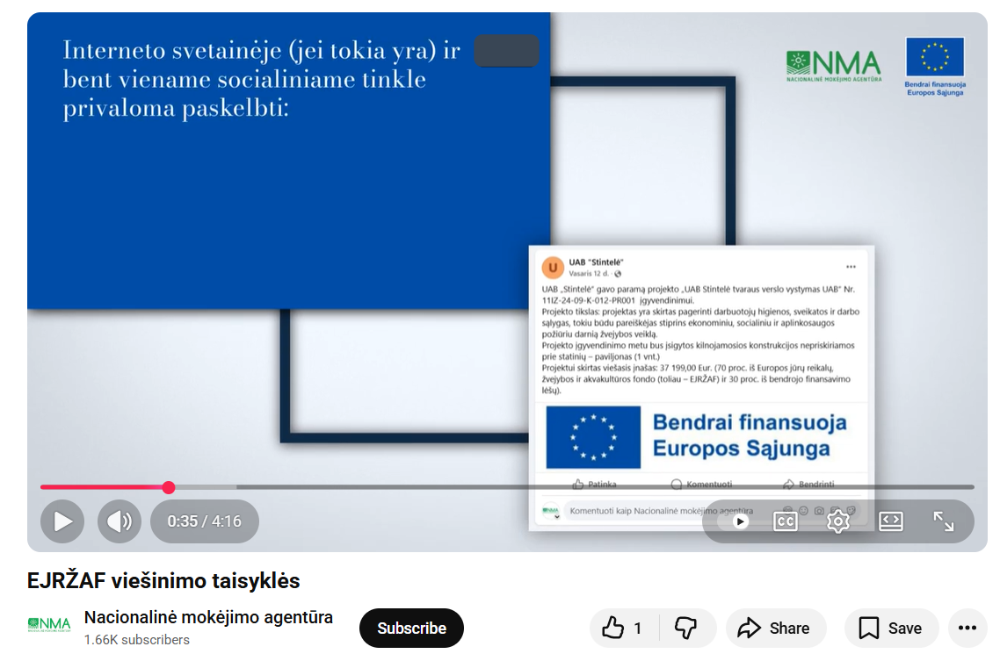 Interneto svetainėje (jei tokia yra) ir
bent viename socialiniame tinkle
privaloma paskelbti:
NMA
NACIONALINĖ MOKĖJIMO AGENTŪRA
Bendrai finansuoja
Europos Sąjunga
U
UAB "Stintelė"
Vasaris 12 d.
UAB „Stintelė" gavo paramą projekto „UAB Stintelė tvaraus verslo vystymas UAB" Nr.
11IZ-24-09-K-012-PR001 įgyvendinimui.
Projekto tikslas: projektas yra skirtas pagerinti darbuotojų higienos, sveikatos ir darbo
sąlygas, tokiu būdu pareiškėjas stiprins ekonominiu, socialiniu ir aplinkosaugos
požiūriu darnią žvejybos veiklą.
Projekto įgyvendinimo metu bus įsigytos kilnojamosios konstrukcijos nepriskiriamos
prie statinių – paviljonas (1 vnt.)
Projektui skirtas viešasis įnašas: 37 199,00 Eur. (70 proc. iš Europos jūrų reikalų,
žvejybos ir akvakultūros fondo (toliau – EJRŽAF) ir 30 proc. iš bendrojo finansavimo
lėšų).
Bendrai finansuoja
Europos Sąjunga
Patinka Komentuoti Bendrinti
NMA Komentuoti kaip Nacionalinė mokėjimo agentūra
0:35 / 4:16
CC
EJRŽAF viešinimo taisyklės
NMA
Nacionalinė mokėjimo agentūra
1.66K subscribers
Subscribe
1
Share
Save